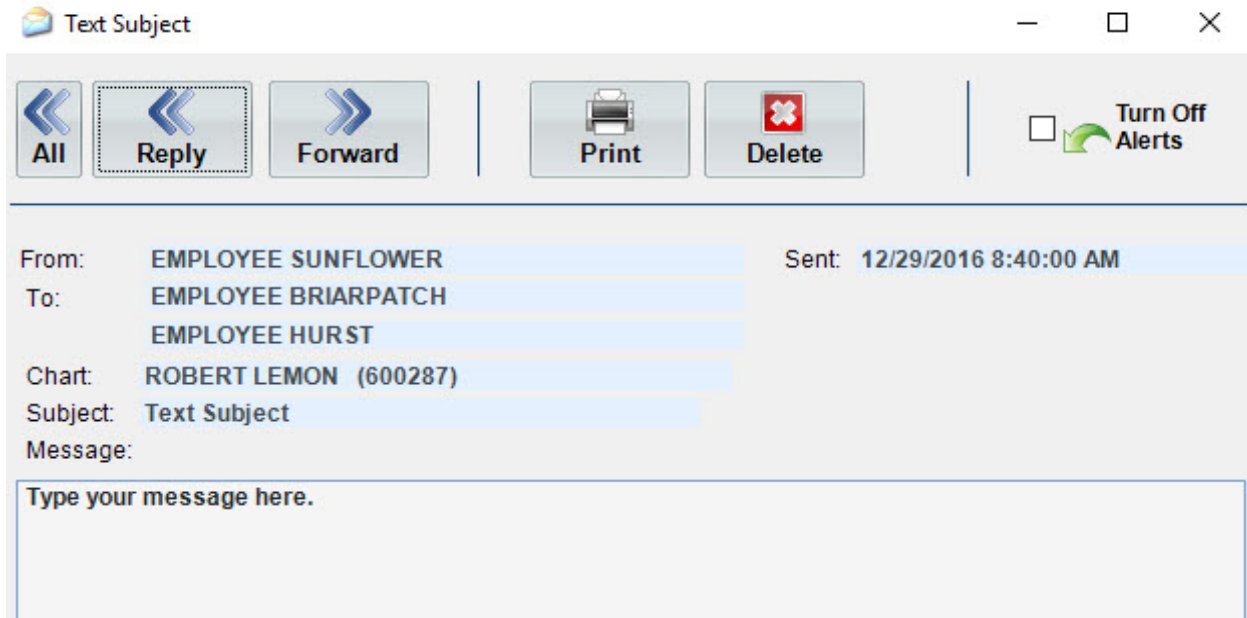 Text Subject
All Reply Forward Print Delete Turn Off
Alerts
From: EMPLOYEE SUNFLOWER Sent: 12/29/2016 8:40:00 AM
To: EMPLOYEE BRIARPATCH
EMPLOYEE HURST
Chart: ROBERT LEMON (600287)
Subject: Text Subject
Message:
Type your message here.